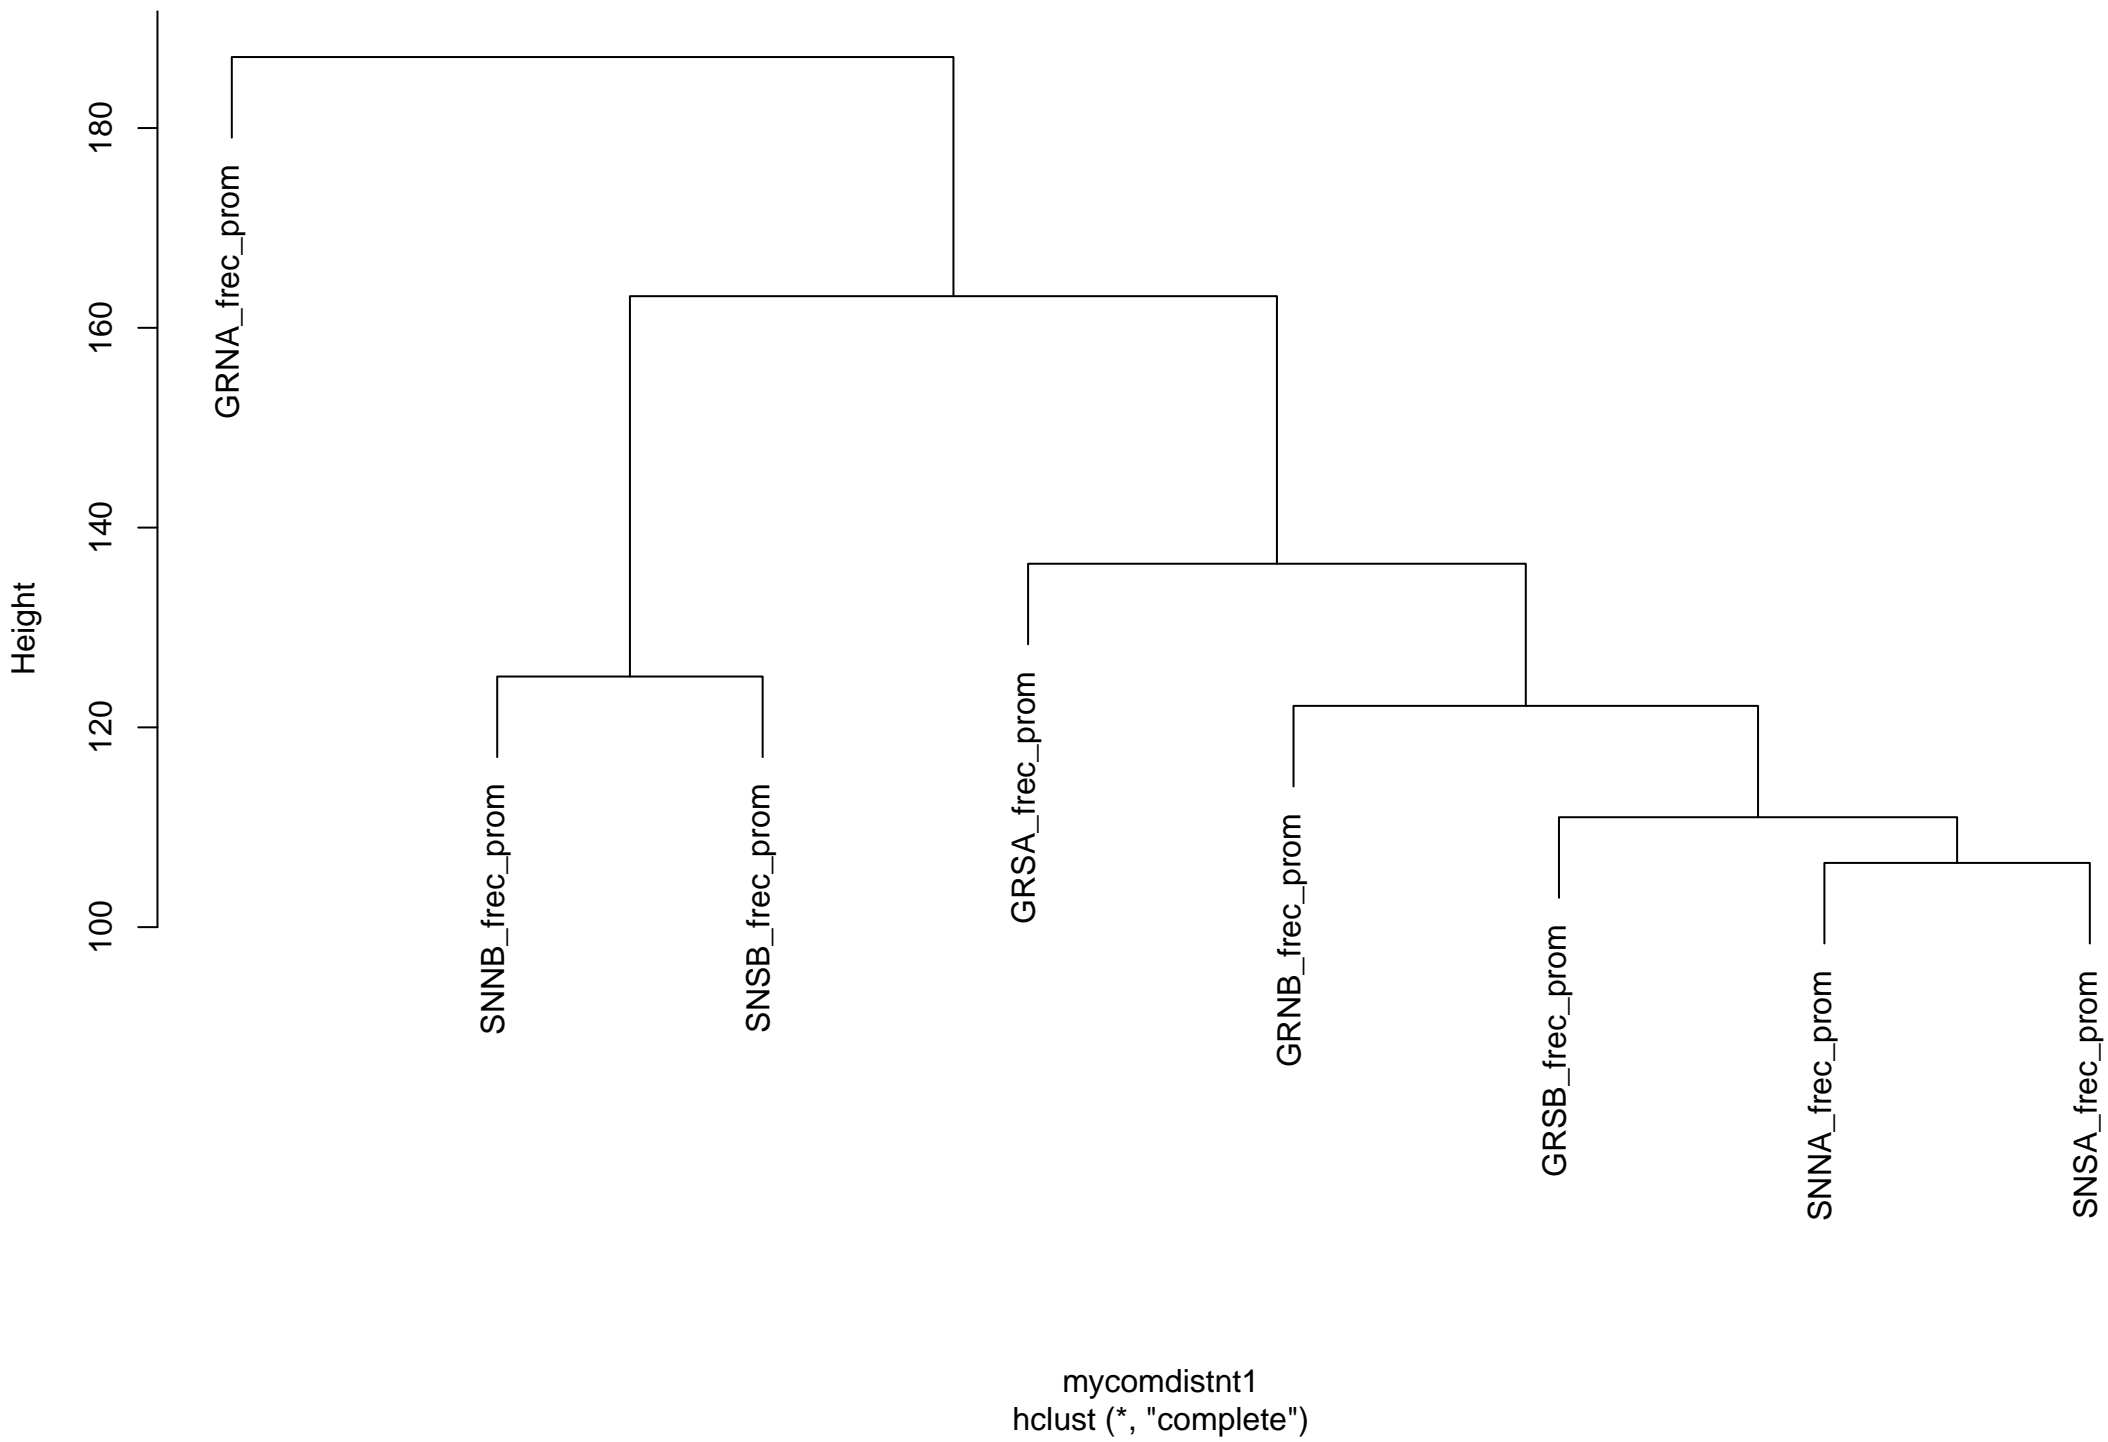 Height
180
160
140
120
100
GRNA_frec_prom
SNNB_frec_prom
SNSB_frec_prom
GRSA_frec_prom
GRNB_frec_prom
GRSB_frec_prom
SNNA_frec_prom
SNSA_frec_prom
mycomdistnt1
hclust (*, "complete")